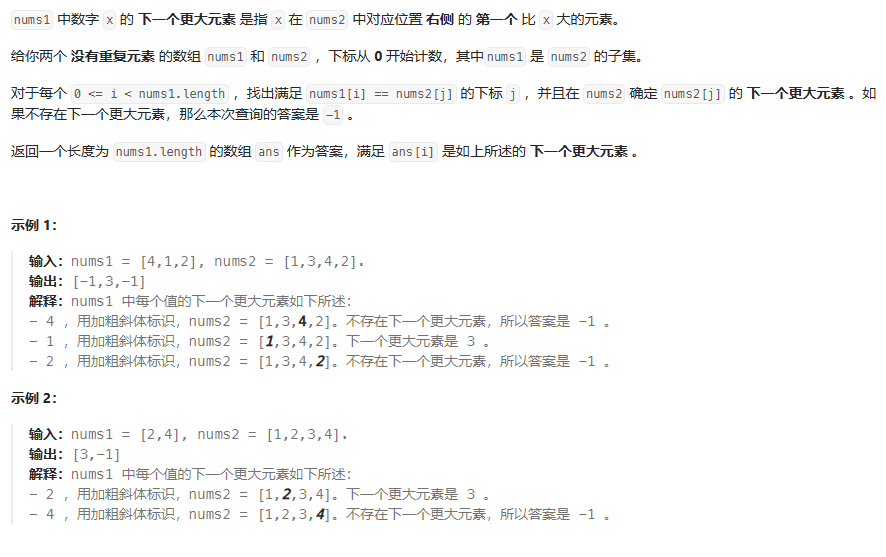 nums1 中数字 x 的 下一个更大元素 是指 x 在 nums2 中对应位置 右侧 的 第一个 比 x 大的元素。
给你两个 没有重复元素 的数组 nums1 和 nums2 ，下标从 0 开始计数，其中nums1 是 nums2 的子集。
对于每个 0 <= i < nums1.length ，找出满足 nums1[i] == nums2[j] 的下标 j ，并且在 nums2 确定 nums2[j] 的 下一个更大元素 。如
果不存在下一个更大元素，那么本次查询的答案是 -1 。
返回一个长度为 nums1.length 的数组 ans 作为答案，满足 ans[i] 是如上所述的 下一个更大元素 。
示例 1：
输入：nums1 = [4,1,2], nums2 = [1,3,4,2].
输出：[-1,3,-1]
解释：nums1 中每个值的下一个更大元素如下所述：
- 4 ，用加粗斜体标识，nums2 = [1,3,4,2]。不存在下一个更大元素，所以答案是 -1 。
- 1 ，用加粗斜体标识，nums2 = [1,3,4,2]。下一个更大元素是 3 。
- 2 ，用加粗斜体标识，nums2 = [1,3,4,2]。不存在下一个更大元素，所以答案是 -1 。
示例 2：
输入：nums1 = [2,4], nums2 = [1,2,3,4].
输出：[3,-1]
解释：nums1 中每个值的下一个更大元素如下所述：
- 2 ，用加粗斜体标识，nums2 = [1,2,3,4]。下一个更大元素是 3 。
- 4 ，用加粗斜体标识，nums2 = [1,2,3,4]。不存在下一个更大元素，所以答案是 -1 。